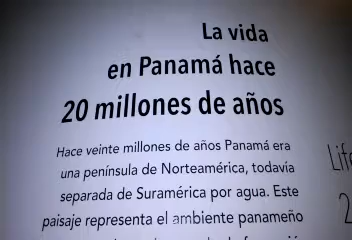 La vida
en Panamá hace
20 millones de años
Hace veinte millones de años Panamá era
una península de Norteamérica, todavía
separada de Suramérica por agua. Este
paisaje representa el ambiente panameño
Life
2